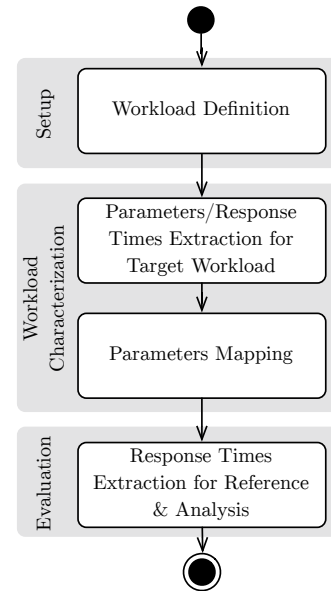 Setup
Workload Definition
Workload
Characterization
Parameters/Response
Times Extraction for
Target Workload
Parameters Mapping
Evaluation
Response Times
Extraction for Reference
& Analysis